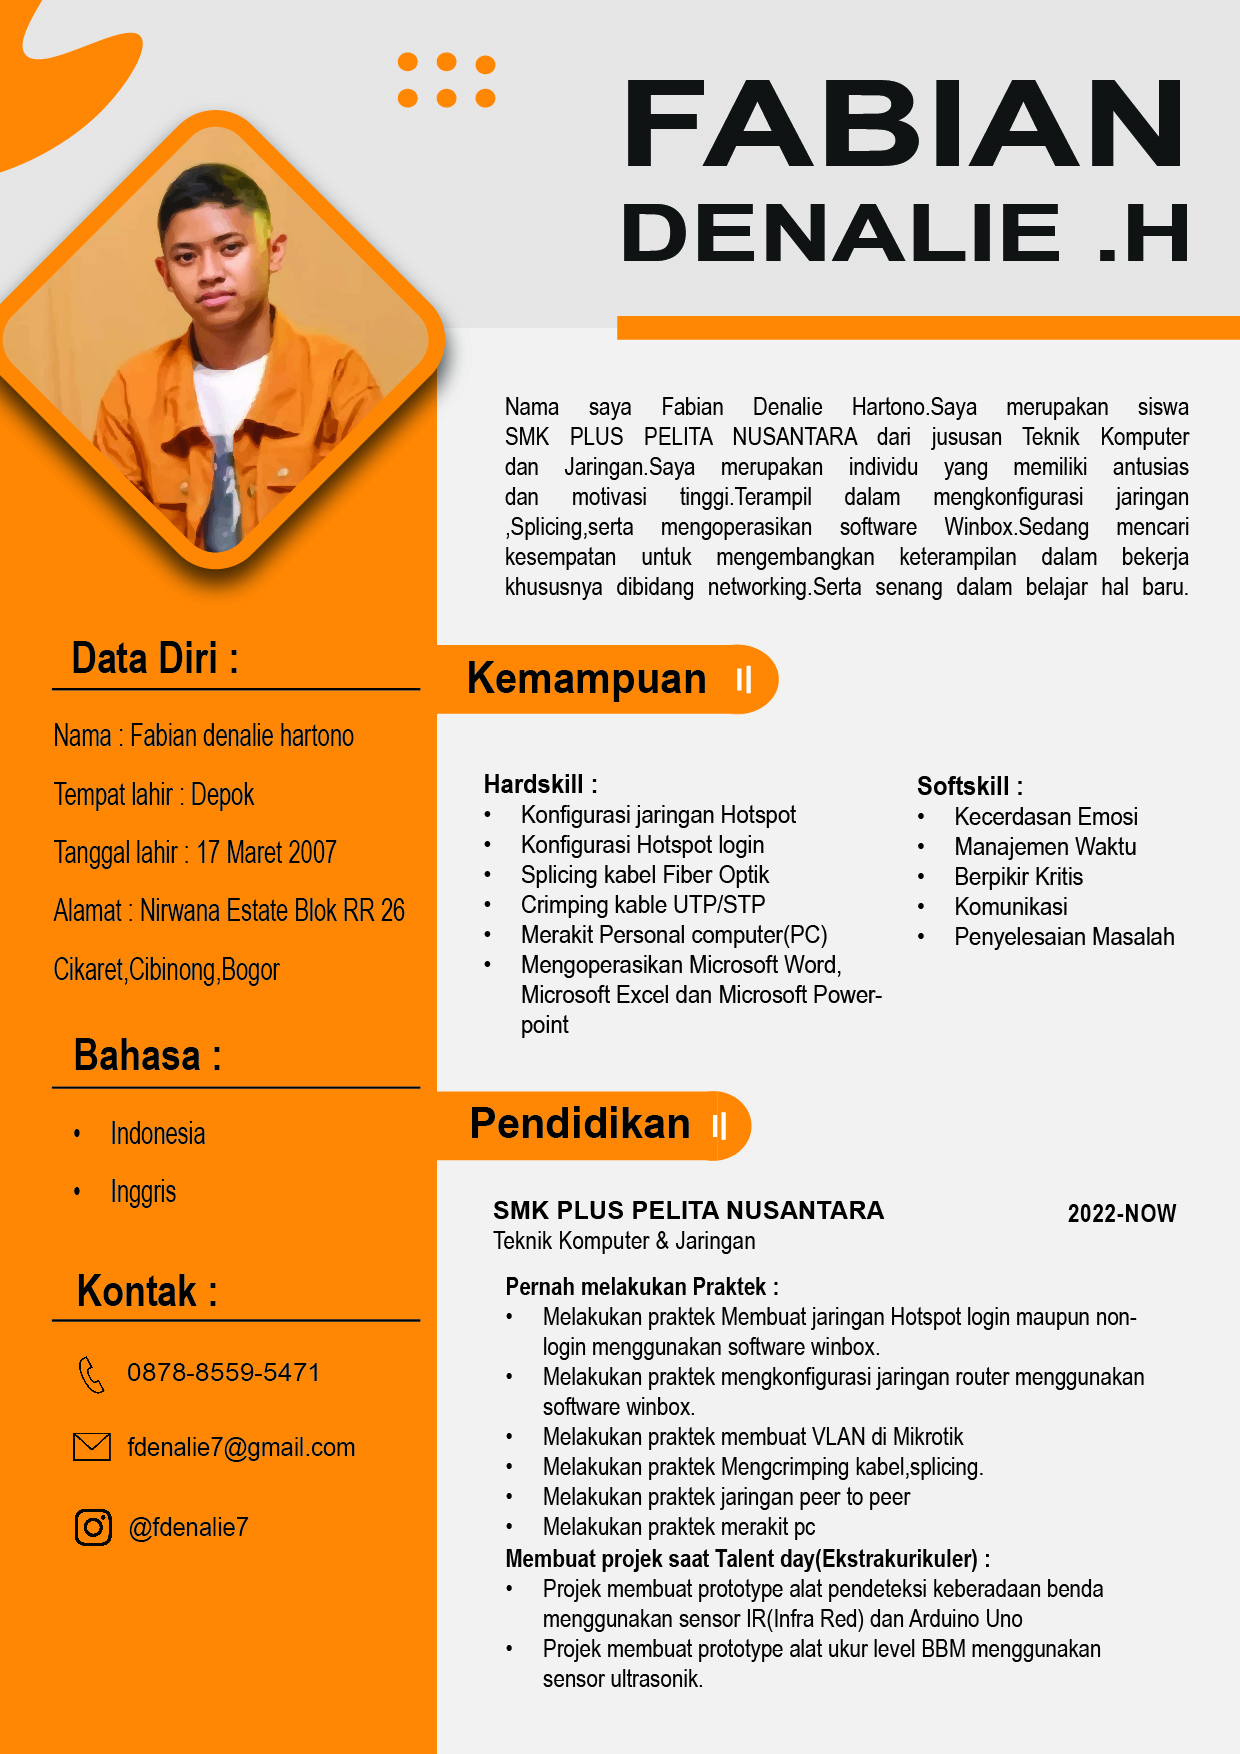 FABIAN
DENALIE .H
Nama saya Fabian Denalie Hartono.Saya merupakan siswa
SMK PLUS PELITA NUSANTARA dari jususan Teknik Komputer
dan Jaringan.Saya merupakan individu yang memiliki antusias
dan motivasi tinggi.Terampil dalam mengkonfigurasi jaringan
,Splicing,serta mengoperasikan software Winbox.Sedang mencari
kesempatan untuk mengembangkan keterampilan dalam bekerja
khususnya dibidang networking.Serta senang dalam belajar hal baru.
Data Diri :
Nama : Fabian denalie hartono
Tempat lahir : Depok
Tanggal lahir : 17 Maret 2007
Alamat : Nirwana Estate Blok RR 26
Cikaret,Cibinong,Bogor
Bahasa :
• Indonesia
• Inggris
Kontak :
0878-8559-5471
fdenalie7@gmail.com
@fdenalie7
Kemampuan
Hardskill :
• Konfigurasi jaringan Hotspot
• Konfigurasi Hotspot login
• Splicing kabel Fiber Optik
• Crimping kable UTP/STP
• Merakit Personal computer(PC)
• Mengoperasikan Microsoft Word,
Microsoft Excel dan Microsoft Power-
point
Softskill :
• Kecerdasan Emosi
• Manajemen Waktu
• Berpikir Kritis
• Komunikasi
• Penyelesaian Masalah
Pendidikan
SMK PLUS PELITA NUSANTARA
2022-NOW
Teknik Komputer & Jaringan
Pernah melakukan Praktek :
• Melakukan praktek Membuat jaringan Hotspot login maupun non-
login menggunakan software winbox.
• Melakukan praktek mengkonfigurasi jaringan router menggunakan
software winbox.
• Melakukan praktek membuat VLAN di Mikrotik
• Melakukan praktek Mengcrimping kabel,splicing.
• Melakukan praktek jaringan peer to peer
• Melakukan praktek merakit pc
Membuat projek saat Talent day(Ekstrakurikuler) :
• Projek membuat prototype alat pendeteksi keberadaan benda
menggunakan sensor IR(Infra Red) dan Arduino Uno
• Projek membuat prototype alat ukur level BBM menggunakan
sensor ultrasonik.